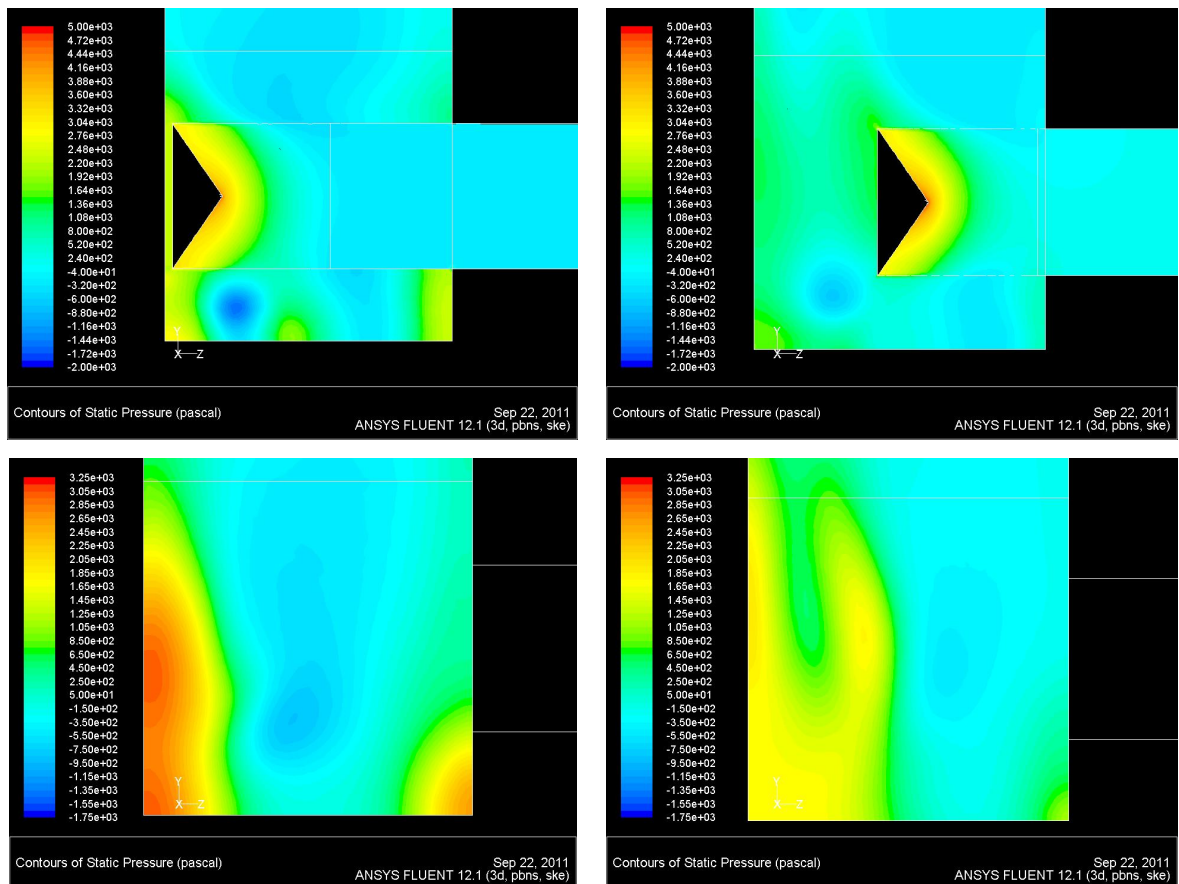 5.00e+03
4.72e+03
4.44e+03
4.16e+03
3.88e+03
3.60e+03
3.32e+03
3.04e+03
2.76e+03
2.48e+03
2.20e+03
1.92e+03
1.64e+03
1.36e+03
1.08e+03
8.00e+02
5.20e+02
2.40e+02
-4.00e+01
-3.20e+02
-6.00e+02
-8.80e+02
-1.16e+03
-1.44e+03
-1.72e+03
-2.00e+03
Y
X Z
Contours of Static Pressure (pascal)
Sep 22, 2011
ANSYS FLUENT 12.1 (3d, pbns, ske)
5.00e+03
4.72e+03
4.44e+03
4.16e+03
3.88e+03
3.60e+03
3.32e+03
3.04e+03
2.76e+03
2.48e+03
2.20e+03
1.92e+03
1.64e+03
1.36e+03
1.08e+03
8.00e+02
5.20e+02
2.40e+02
-4.00e+01
-3.20e+02
-6.00e+02
-8.80e+02
-1.16e+03
-1.44e+03
-1.72e+03
-2.00e+03
Y
X Z
Contours of Static Pressure (pascal)
Sep 22, 2011
ANSYS FLUENT 12.1 (3d, pbns, ske)
3.25e+03
3.05e+03
2.85e+03
2.65e+03
2.45e+03
2.25e+03
2.05e+03
1.85e+03
1.65e+03
1.45e+03
1.25e+03
1.05e+03
8.50e+02
6.50e+02
4.50e+02
2.50e+02
5.00e+01
-1.50e+02
-3.50e+02
-5.50e+02
-7.50e+02
-9.50e+02
-1.15e+03
-1.35e+03
-1.55e+03
-1.75e+03
Y
X Z
Contours of Static Pressure (pascal)
Sep 22, 2011
ANSYS FLUENT 12.1 (3d, pbns, ske)
3.25e+03
3.05e+03
2.85e+03
2.65e+03
2.45e+03
2.25e+03
2.05e+03
1.85e+03
1.65e+03
1.45e+03
1.25e+03
1.05e+03
8.50e+02
6.50e+02
4.50e+02
2.50e+02
5.00e+01
-1.50e+02
-3.50e+02
-5.50e+02
-7.50e+02
-9.50e+02
-1.15e+03
-1.35e+03
-1.55e+03
-1.75e+03
Y
X Z
Contours of Static Pressure (pascal)
Sep 22, 2011
ANSYS FLUENT 12.1 (3d, pbns, ske)